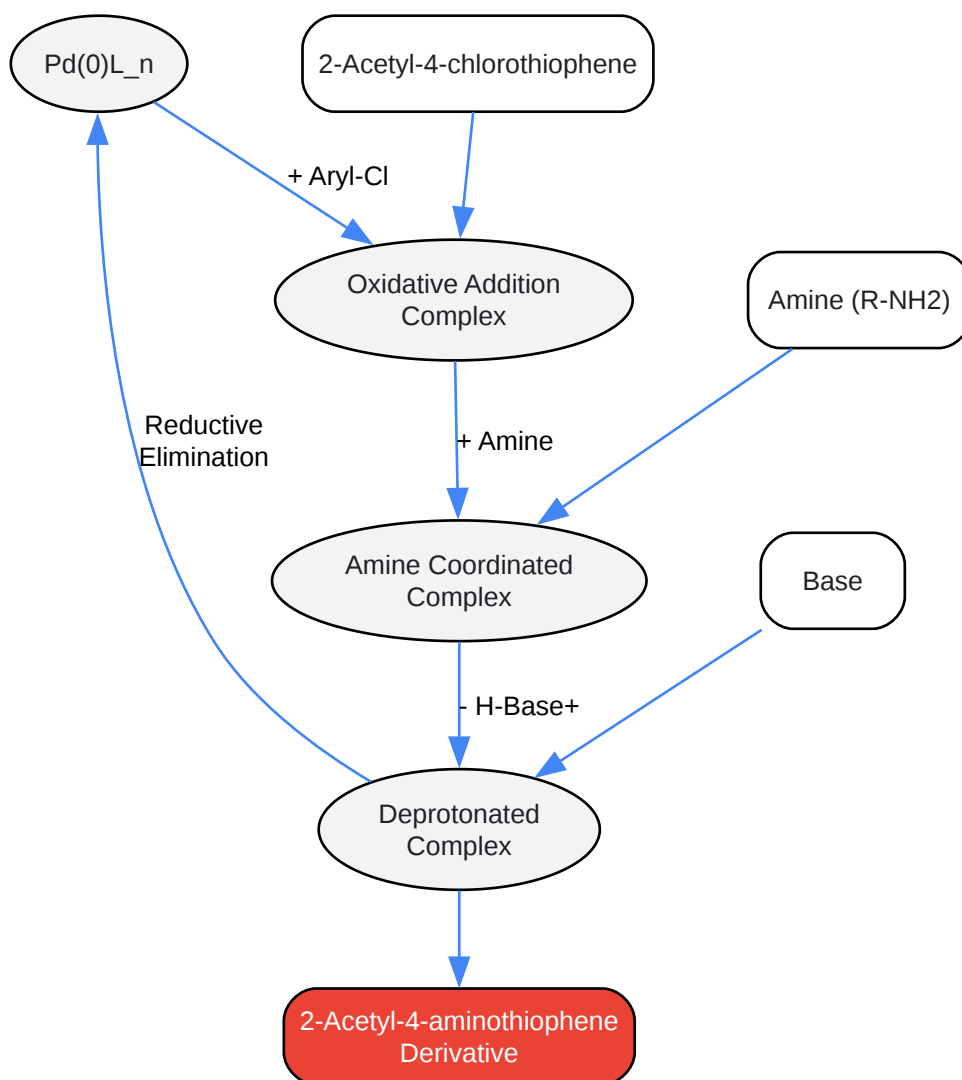 Pd(0)L_n
2-Acetyl-4-chlorothiophene
+ Aryl-Cl
Oxidative Addition
Complex
Amine (R-NH2)
Reductive
Elimination
+ Amine
Amine Coordinated
Complex
Base
- H-Base+
Deprotonated
Complex
2-Acetyl-4-aminothiophene
Derivative